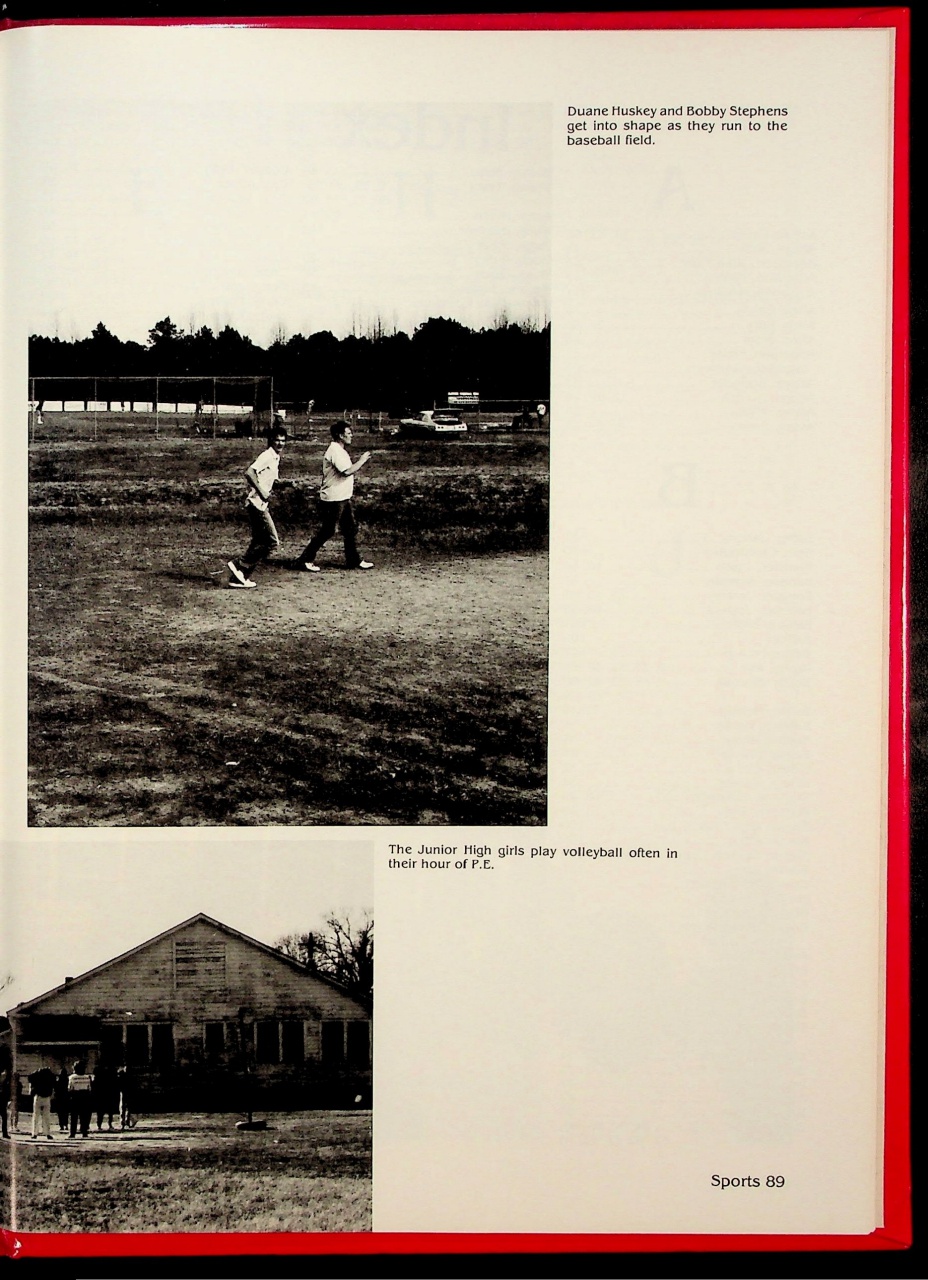 Duane Huskey and Bobby Stephens
get into shape as they run to the
baseball field.
The Junior High girls play volleyball often in
their hour of P.E.
Sports 89